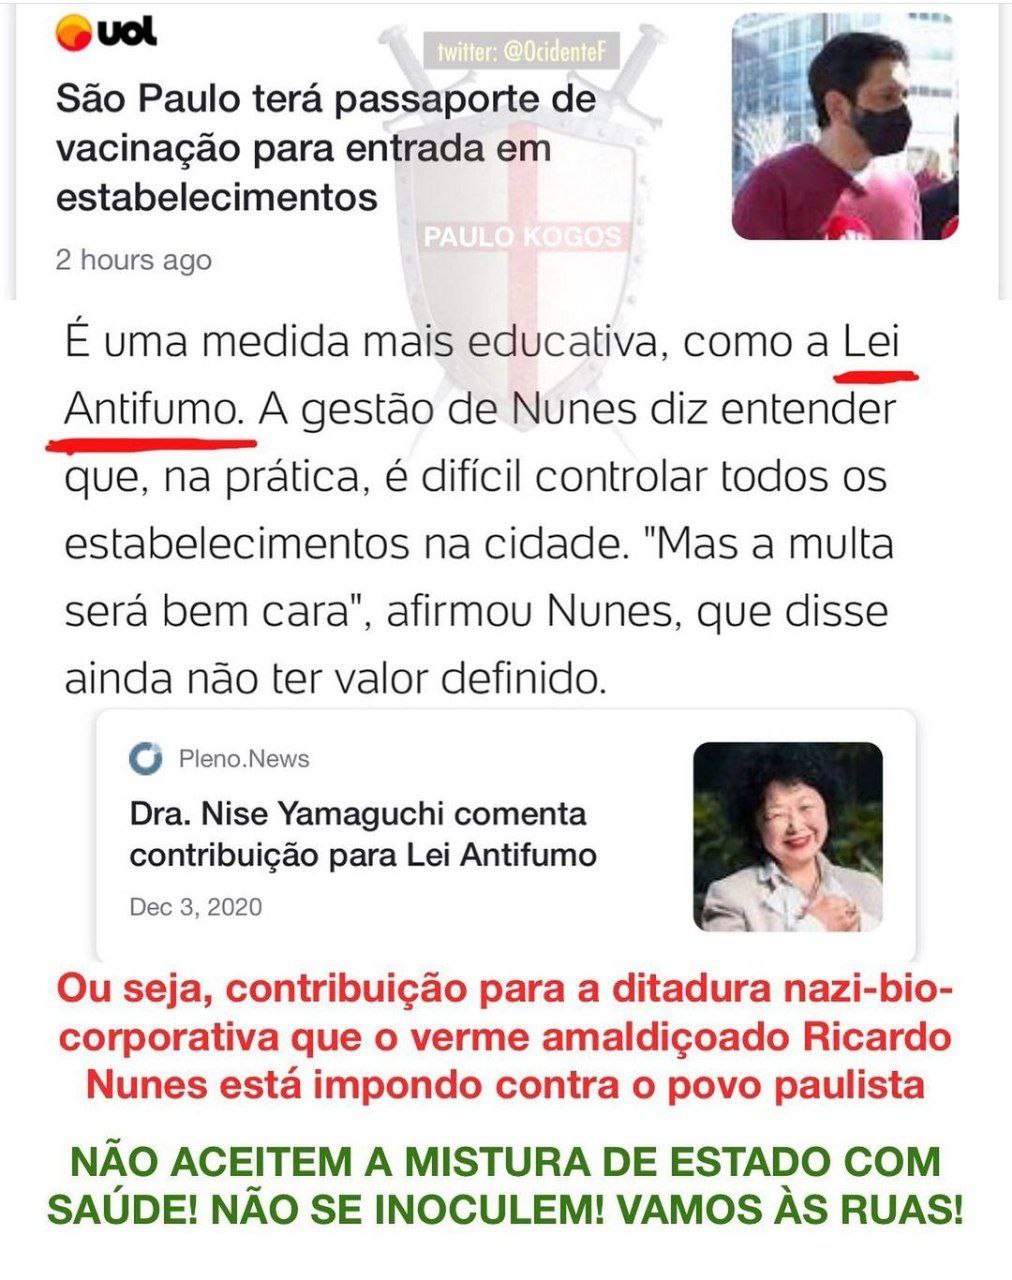 uol
twitter: @OcidenteF
São Paulo terá passaporte de
vacinação para entrada em
estabelecimentos
PAULO KOGOS
2 hours ago
É uma medida mais educativa, como a Lei
Antifumo. A gestão de Nunes diz entender
que, na prática, é difícil controlar todos os
estabelecimentos na cidade. "Mas a multa
será bem cara", afirmou Nunes, que disse
ainda não ter valor definido.
Pleno.News
Dra. Nise Yamaguchi comenta
contribuição para Lei Antifumo
Dec 3, 2020
Ou seja, contribuição para a ditadura nazi-bio-
corporativa que o verme amaldiçoado Ricardo
Nunes está impondo contra o povo paulista
NÃO ACEITEM A MISTURA DE ESTADO COM
SAÚDE! NÃO SE INOCULEM! VAMOS ÀS RUAS!